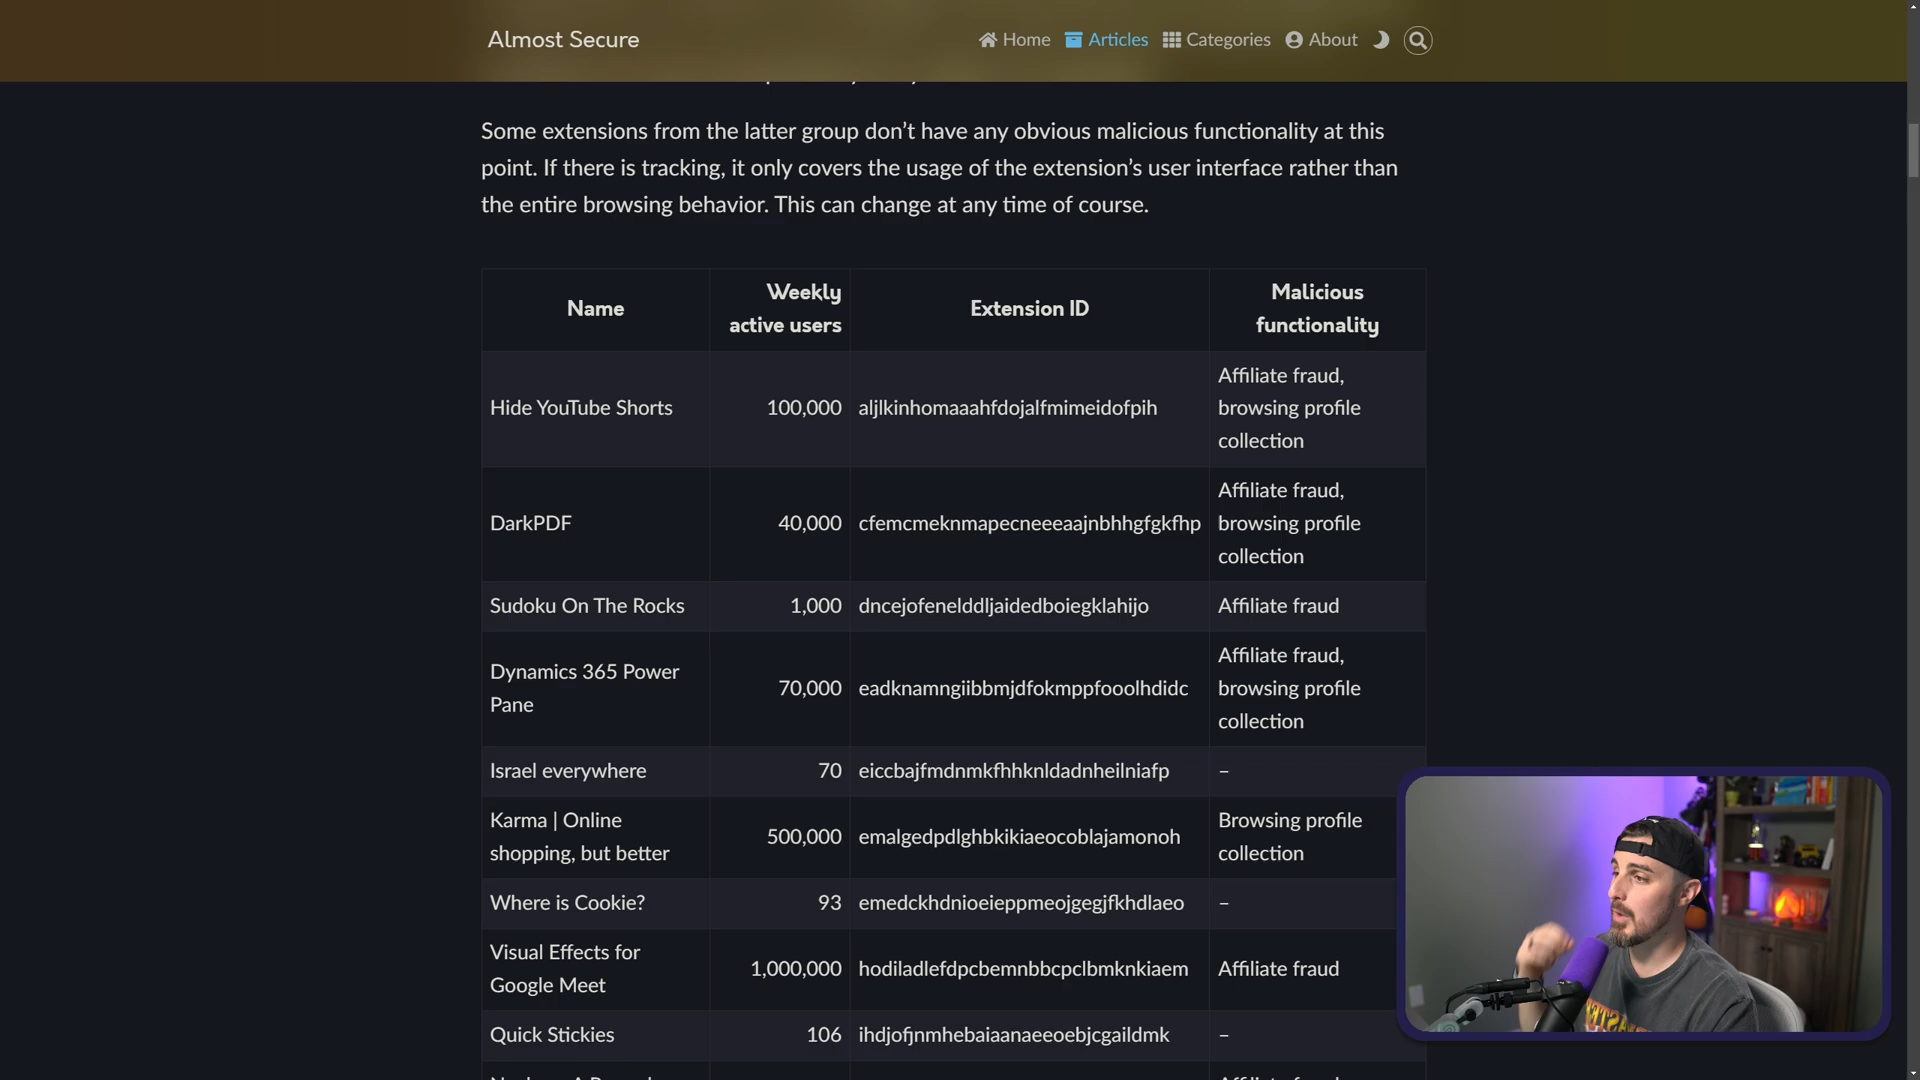 Almost Secure
Home
Articles
Categories
About
Some extensions from the latter group don’t have any obvious malicious functionality at this
point. If there is tracking, it only covers the usage of the extension’s user interface rather than
the entire browsing behavior. This can change at any time of course.
Name
Weekly
active users
Extension ID
Malicious
functionality
Hide YouTube Shorts
100,000
aljlkinhomaaahfdojalfmimeidofpih
Affiliate fraud,
browsing profile
collection
DarkPDF
40,000
cfemcmeknmapecneeeaajnbhhgfgkfhp
Affiliate fraud,
browsing profile
collection
Sudoku On The Rocks
1,000
dncejofenelddljaidedboiegklahijo
Affiliate fraud
Dynamics 365 Power
Pane
70,000
eadknamngiibbmjdfokmppfooolhdidc
Affiliate fraud,
browsing profile
collection
Israel everywhere
70
eiccbajfmdnmkfhhknldadnheilniafp
–
Karma | Online
shopping, but better
500,000
emalgedpdlghbkikiaeocoblajamonoh
Browsing profile
collection
Where is Cookie?
93
emedckhdnioeieppmeojgegjfkhdlaeo
–
Visual Effects for
Google Meet
1,000,000
hodiladlefdpcbemnbbcpclbmknkiaem
Affiliate fraud
Quick Stickies
106
ihdjofjnmhebaiaanaeeoebjcgaildmk
–